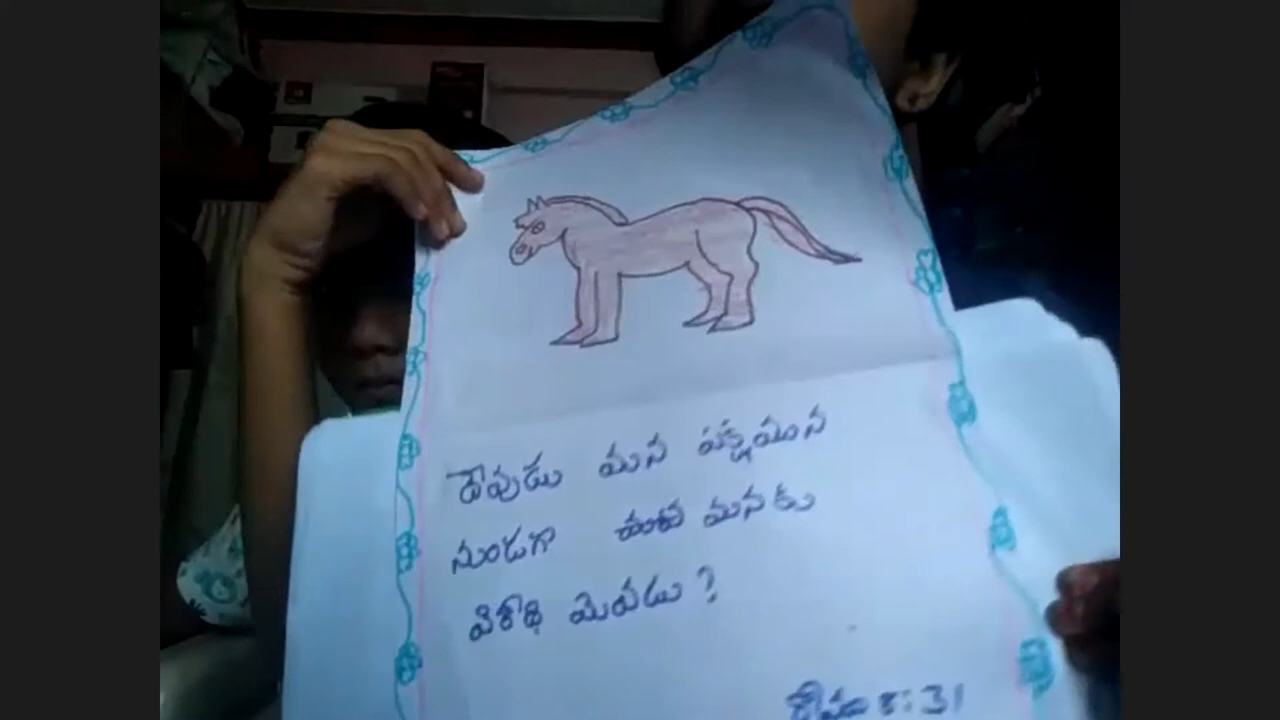 దేవుడు మన పక్షమున
నుండగా మనకు
విరోధి యెవడు?
రోమా 8:31